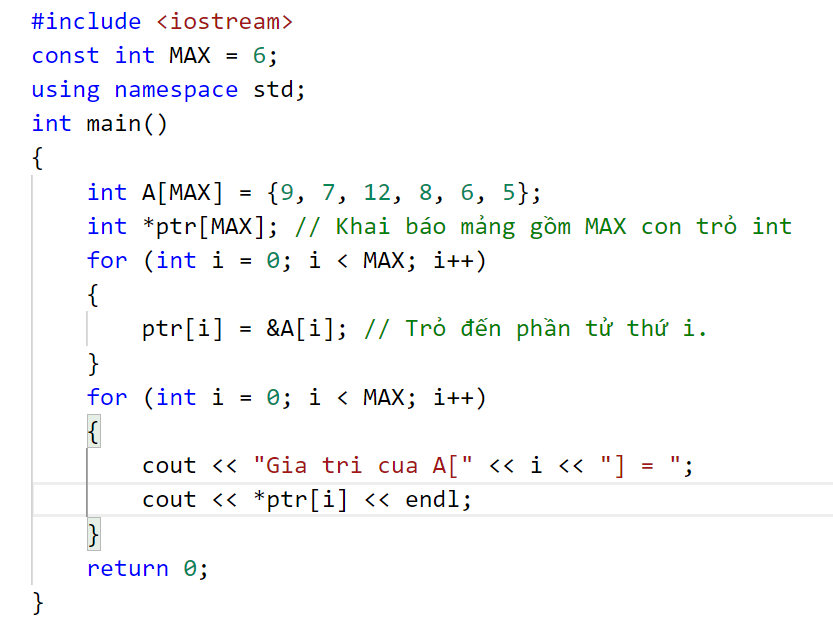 #include <iostream>
const int MAX = 6;
using namespace std;
int main()
{
    int A[MAX] = {9, 7, 12, 8, 6, 5};
    int *ptr[MAX]; // Khai báo mảng gồm MAX con trỏ int
    for (int i = 0; i < MAX; i++)
    {
        ptr[i] = &A[i]; // Trỏ đến phần tử thứ i.
    }
    for (int i = 0; i < MAX; i++)
    {
        cout << "Gia tri cua A[" << i << "] = ";
        cout << *ptr[i] << endl;
    }
    return 0;
}